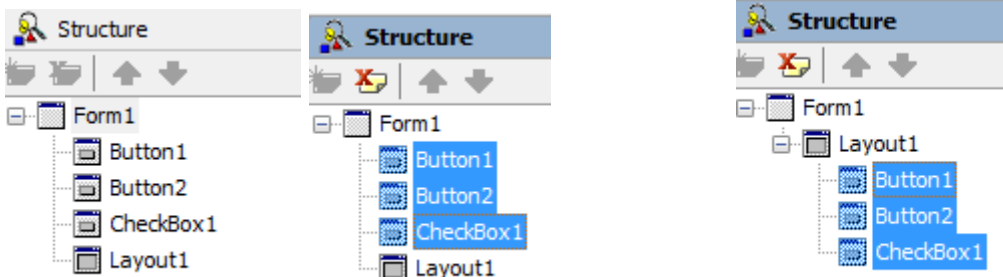 Structure
Form1
Button1
Button2
CheckBox1
Layout1
Structure
Form1
Button1
Button2
CheckBox1
Layout1
Structure
Form1
Layout1
Button1
Button2
CheckBox1